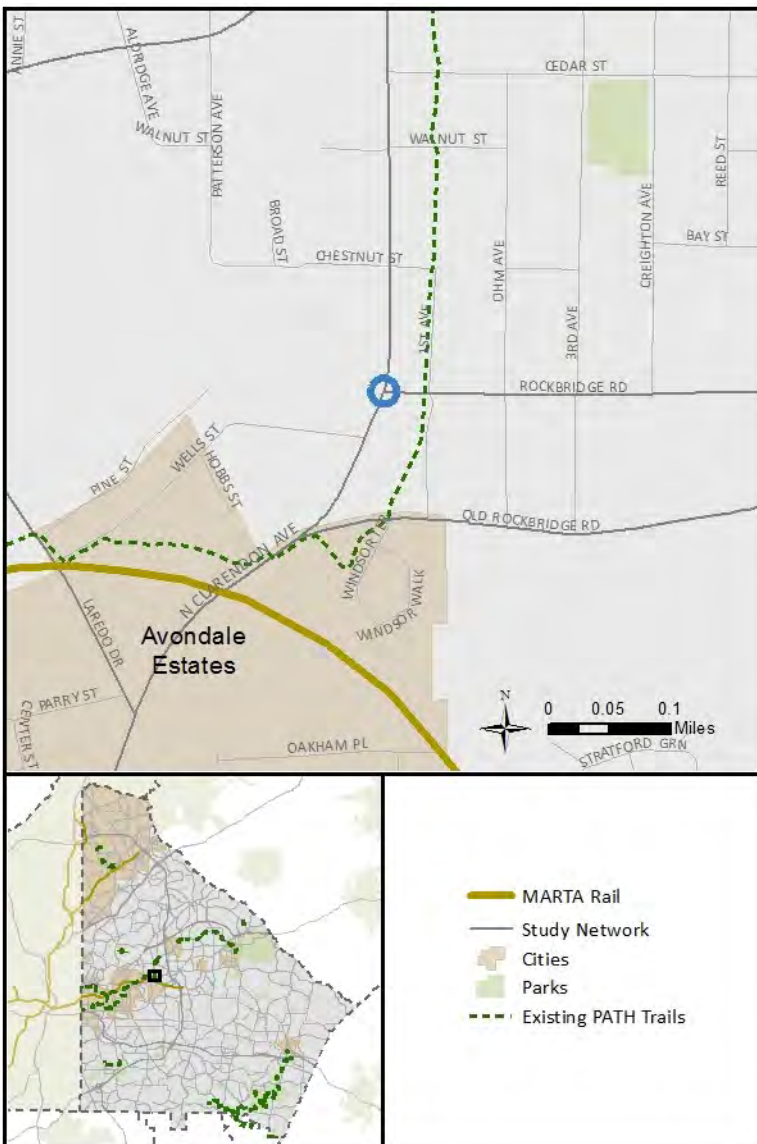 ANNIE ST
ALDRIDGE AVE
PATTERSON AVE
WALNUT ST
BROAD ST
CHESTNUT ST
CEDAR ST
WALNUT ST
REED ST
CREIGHTON AVE
BAY ST
OHM AVE
3RD AVE
1ST AVE
ROCKBRIDGE RD
PINE ST
WELLS ST
HOBBS ST
OLD ROCKBRIDGE RD
N CLARENDON AVE
WINDSOR TER
WINDSOR WALK
LAREDO DR
Avondale
Estates
PARRY ST
CENTER ST
OAKHAM PL
N
0 0.05 0.1
Miles
STRATFORD GRN
MARTA Rail
Study Network
Cities
Parks
Existing PATH Trails